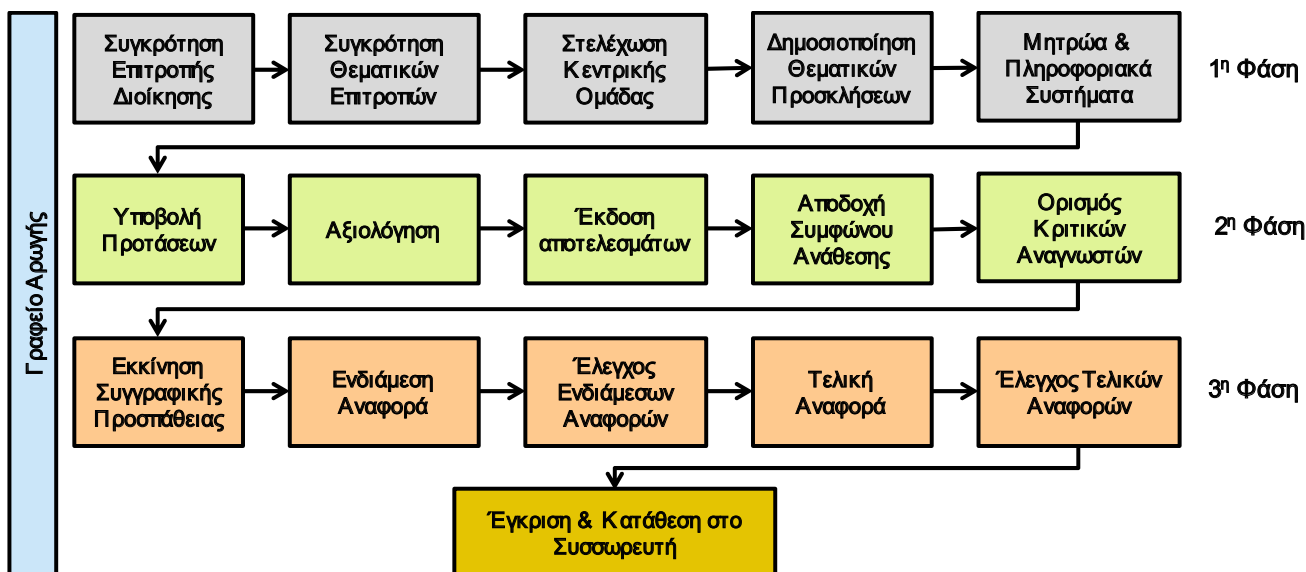 Γραφείο Αρωγής
Συγκρότηση
Επιτροπής
Διοίκησης
Συγκρότηση
Θεματικών
Επιτροπών
Στελέχωση
Κεντρικής
Ομάδας
Δημοσιοποίηση
Θεματικών
Προσκλήσεων
Μητρώα &
Πληροφοριακά
Συστήματα
1η Φάση
Υποβολή
Προτάσεων
Αξιολόγηση
Έκδοση
αποτελεσμάτων
Αποδοχή
Συμφώνου
Ανάθεσης
Ορισμός
Κριτικών
Αναγνωστών
2η Φάση
Εκκίνηση
Συγγραφικής
Προσπάθειας
Ενδιάμεση
Αναφορά
Έλεγχος
Ενδιάμεσων
Αναφορών
Τελική
Αναφορά
Έλεγχος Τελικών
Αναφορών
3η Φάση
Έγκριση & Κατάθεση στο
Συσσωρευτή